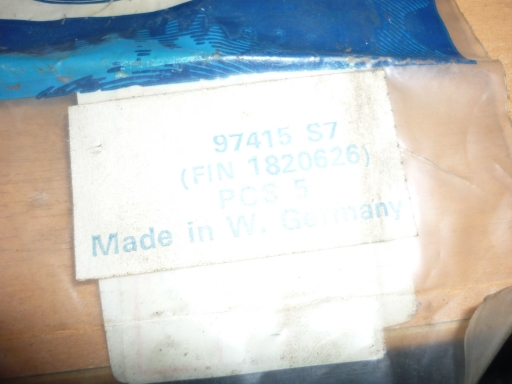 97415 S7
(FIN 1820626)
PCS 5
Made in W. Germany